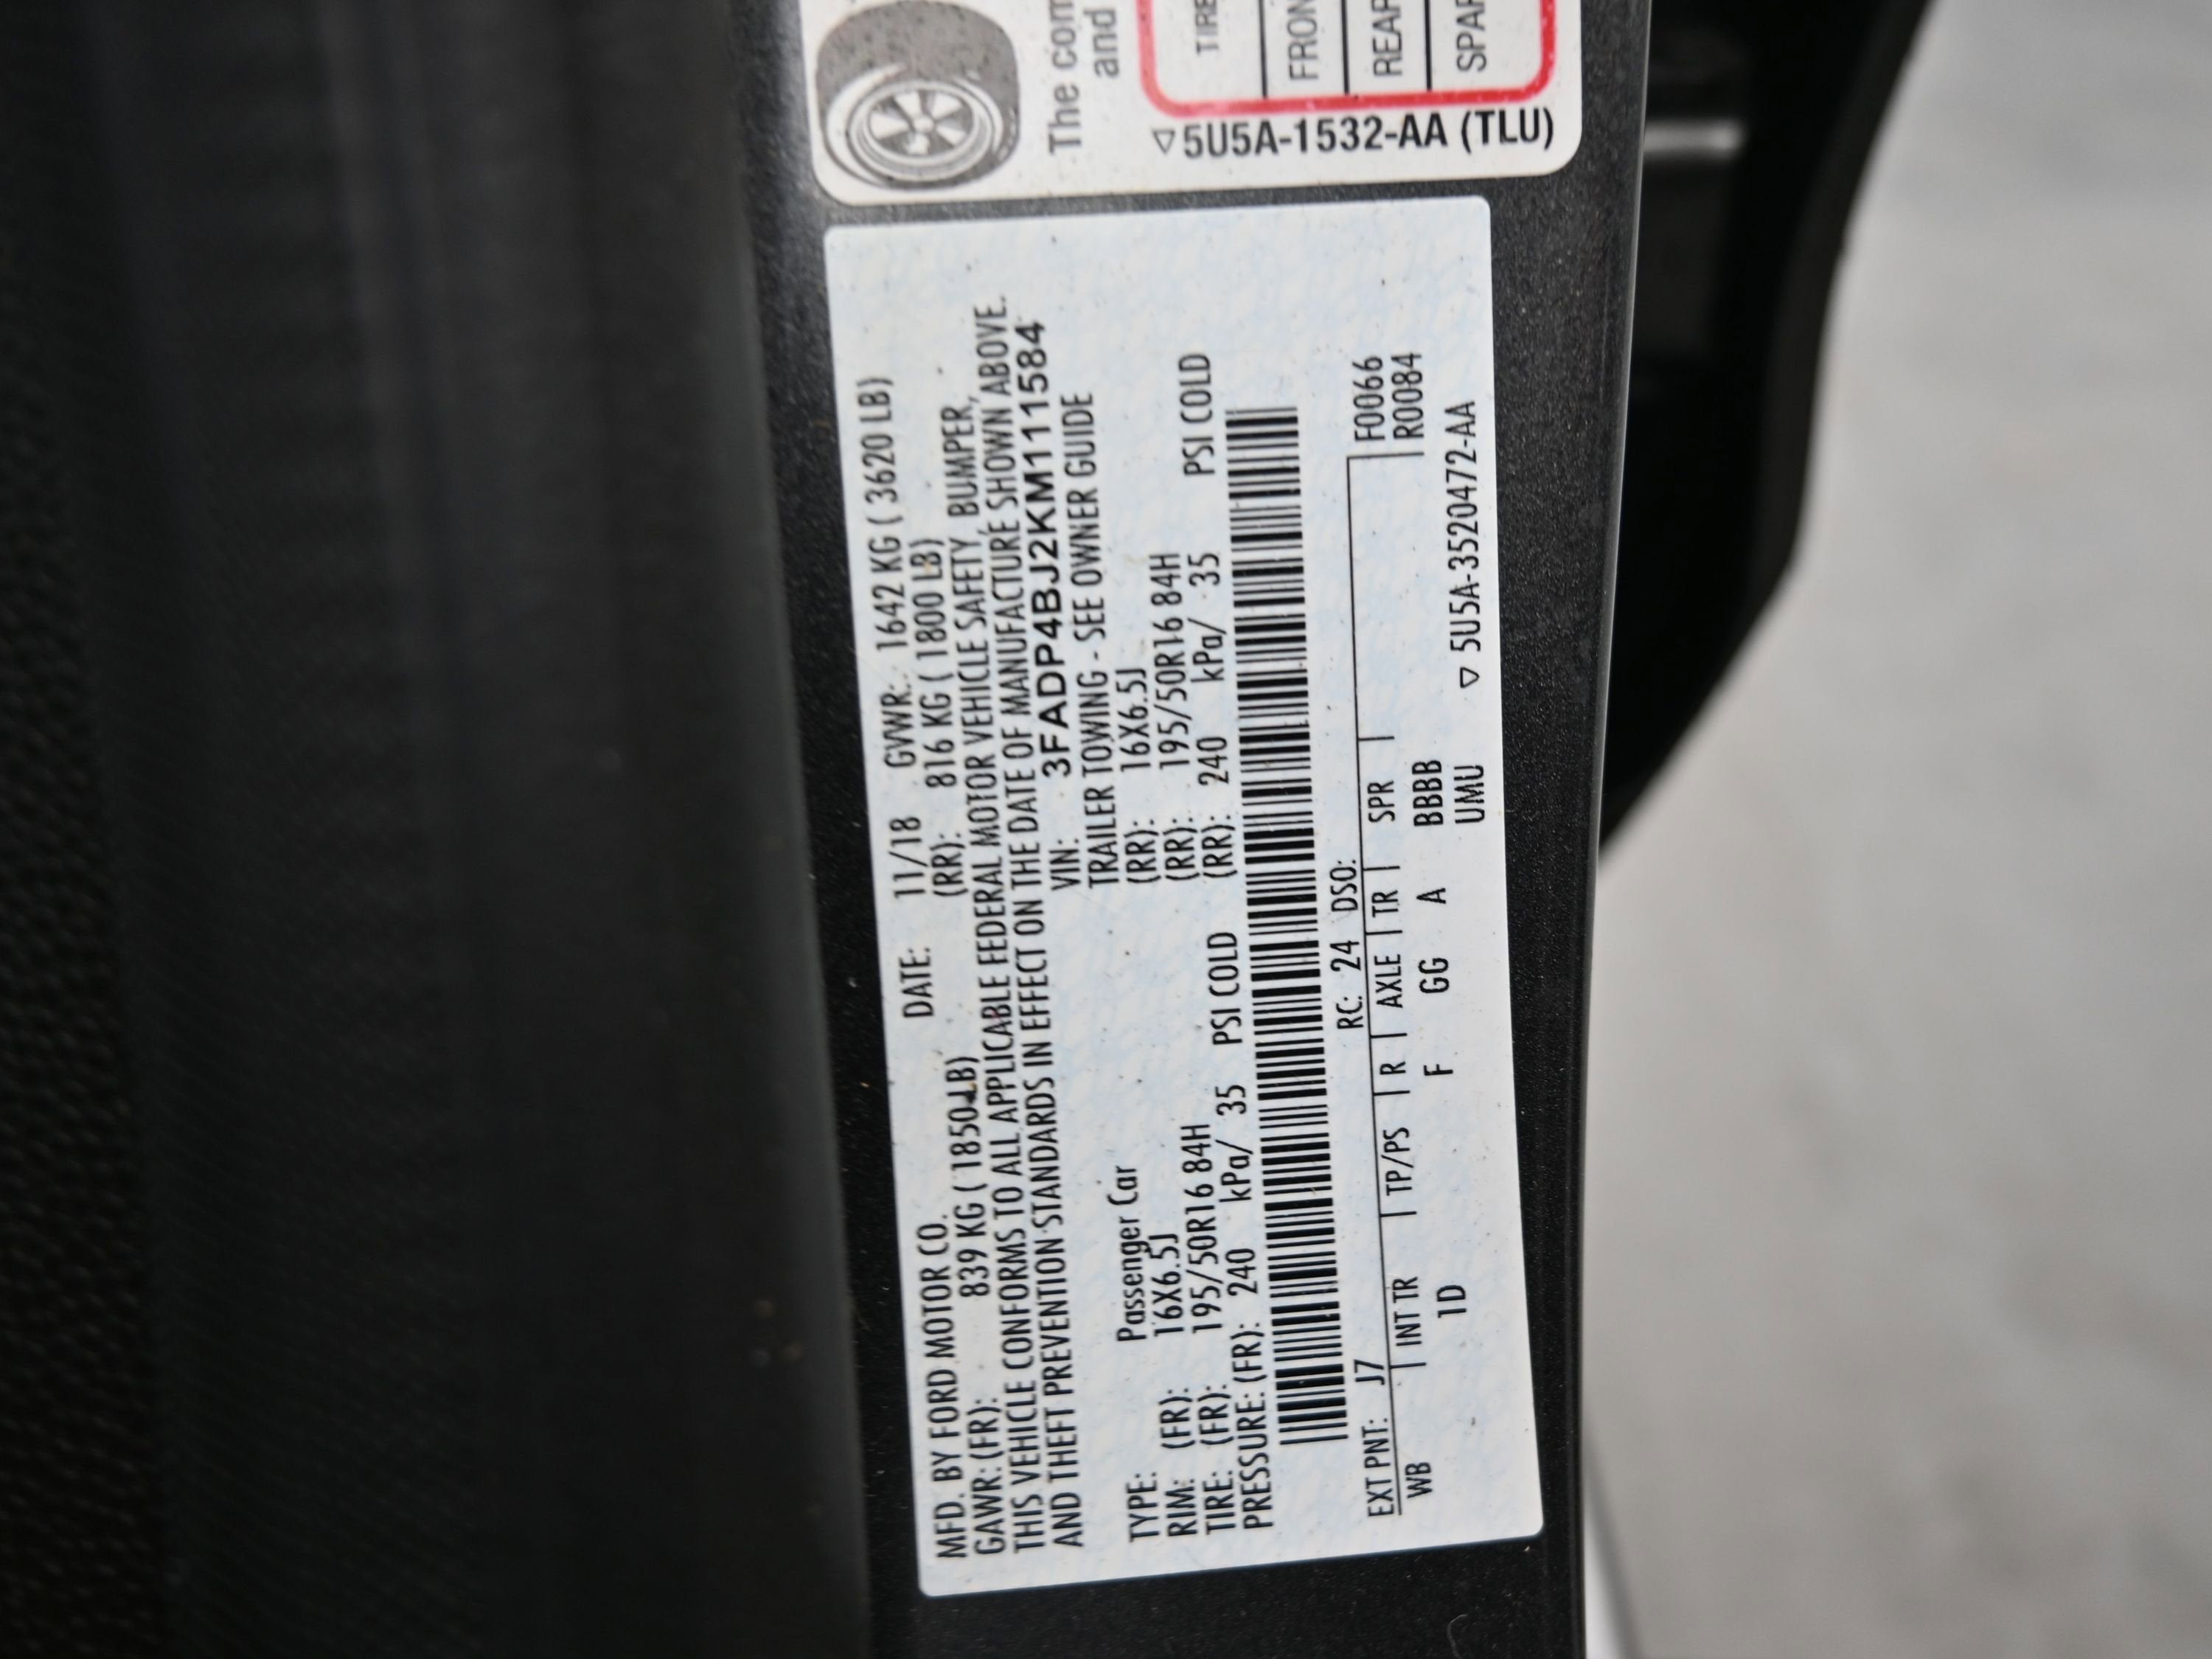 MFD. BY FORD MOTOR CO. DATE: 11/18 GVWR: 1642 KG ( 3620 LB)
GAWR: (FR): 839 KG ( 1850 LB) (RR): 816 KG ( 1800 LB)
THIS VEHICLE CONFORMS TO ALL APPLICABLE FEDERAL MOTOR VEHICLE SAFETY, BUMPER,
AND THEFT PREVENTION STANDARDS IN EFFECT ON THE DATE OF MANUFACTURE SHOWN ABOVE.
VIN: 3FADP4BJ2KM111584
TYPE: Passenger Car TRAILER TOWING - SEE OWNER GUIDE
RIM: (FR): 16X6.5J (RR): 16X6.5J
TIRE: (FR): 195/50R16 84H (RR): 195/50R16 84H
PRESSURE: (FR): 240 kPa/ 35 PSI COLD (RR): 240 kPa/ 35 PSI COLD
EXT PNT: J7 RC: 24 DSO:
WB INT TR TP/PS R AXLE TR SPR F0066
1D F GG A BBBB R0084
UMU ▽ 5U5A-3520472-AA
The com
and
TIRE
FRON
REAR
SPAR
▽5U5A-1532-AA (TLU)